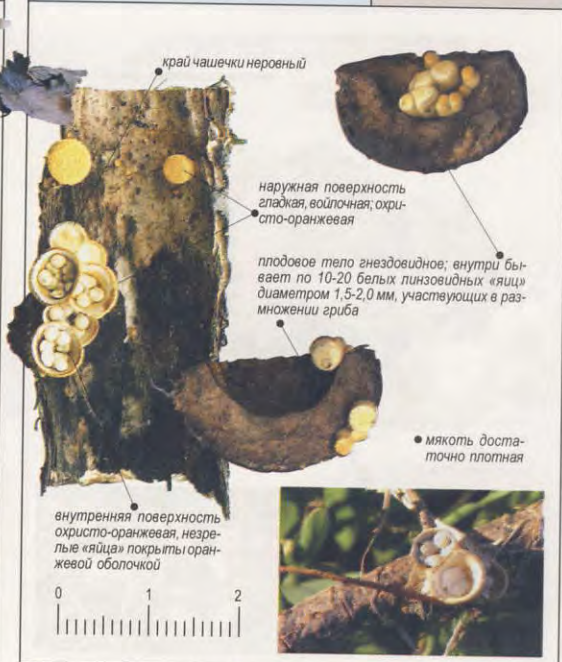 край чашечки неровный
наружная поверхность
гладкая, войлочная; охри-
сто-оранжевая
плодовое тело гнездовидное; внутри бы-
вает по 10-20 белых линзовидных «яиц»
диаметром 1,5-2,0 мм, участвующих в раз-
множении гриба
мякоть доста-
точно плотная
внутренняя поверхность
охристо-оранжевая, незре-
лые «яйца» покрыты оран-
жевой оболочкой
0 1 2